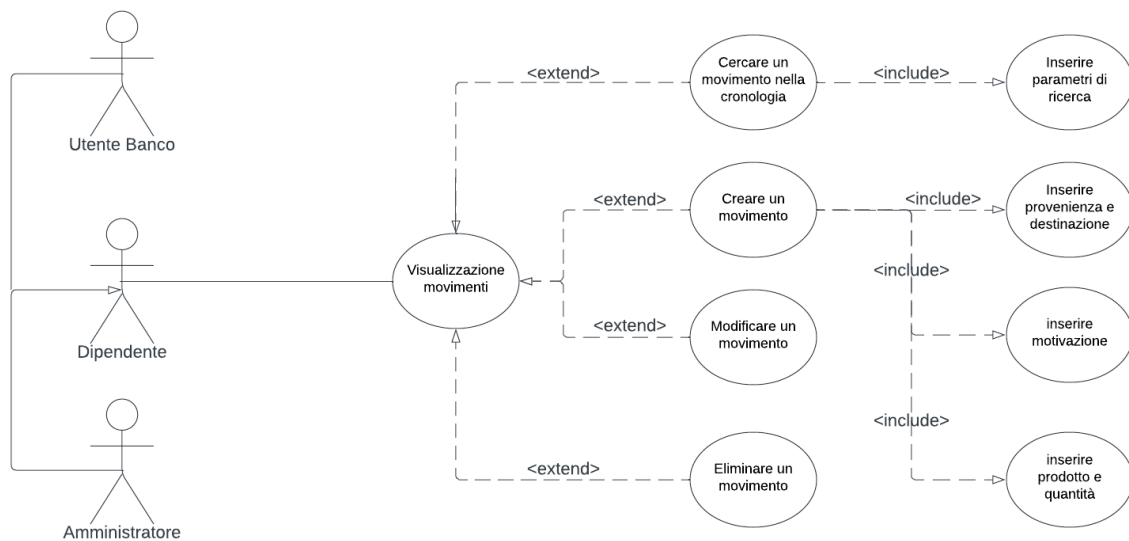 Utente Banco
Dipendente
Amministratore
Visualizzazione
movimenti
<extend>
Cercare un
movimento nella
cronologia
<include>
Inserire
parametri di
ricerca
<extend>
Creare un
movimento
<include>
Inserire
provenienza e
destinazione
<include>
inserire
motivazione
<extend>
Modificare un
movimento
<include>
inserire
prodotto e
quantità
<extend>
Eliminare un
movimento